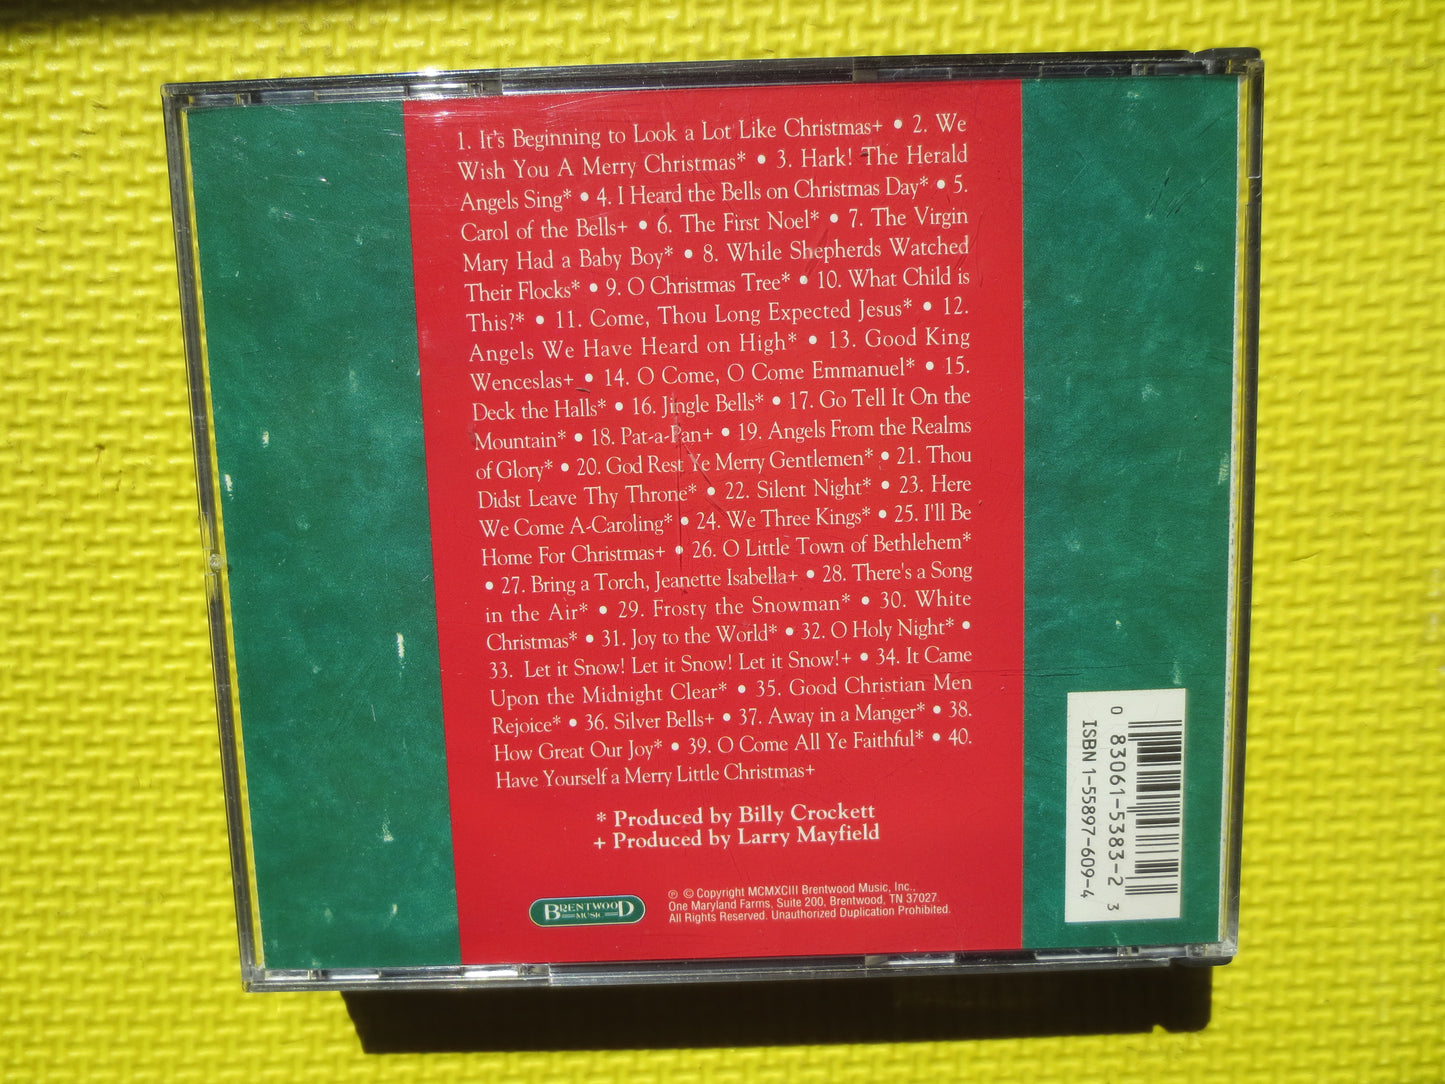 1. It's Beginning to Look a Lot Like Christmas+ • 2. We
Wish You A Merry Christmas* • 3. Hark! The Herald
Angels Sing* • 4. I Heard the Bells on Christmas Day* • 5.
Carol of the Bells+ • 6. The First Noel* • 7. The Virgin
Mary Had a Baby Boy* • 8. While Shepherds Watched
Their Flocks* • 9. O Christmas Tree* • 10. What Child is
This?* • 11. Come, Thou Long Expected Jesus* • 12.
Angels We Have Heard on High* • 13. Good King
Wenceslas+ • 14. O Come, O Come Emmanuel* • 15.
Deck the Halls* • 16. Jingle Bells* • 17. Go Tell It On the
Mountain* • 18. Pat-a-Pan+ • 19. Angels From the Realms
of Glory* • 20. God Rest Ye Merry Gentlemen* • 21. Thou
Didst Leave Thy Throne* • 22. Silent Night* • 23. Here
We Come A-Caroling* • 24. We Three Kings* • 25. I'll Be
Home For Christmas+ • 26. O Little Town of Bethlehem*
• 27. Bring a Torch, Jeanette Isabella+ • 28. There's a Song
in the Air* • 29. Frosty the Snowman* • 30. White
Christmas* • 31. Joy to the World* • 32. O Holy Night* •
33. Let it Snow! Let it Snow! Let it Snow!+ • 34. It Came
Upon the Midnight Clear* • 35. Good Christian Men
Rejoice* • 36. Silver Bells+ • 37. Away in a Manger* • 38.
How Great Our Joy* • 39. O Come All Ye Faithful* • 40.
Have Yourself a Merry Little Christmas+
* Produced by Billy Crockett
+ Produced by Larry Mayfield
BRENTWOOD
MUSIC
℗ © Copyright MCMXCIII Brentwood Music, Inc.,
One Maryland Farms, Suite 200, Brentwood, TN 37027.
All Rights Reserved. Unauthorized Duplication Prohibited.
0 83061-5383-2 3
ISBN 1-55897-609-4